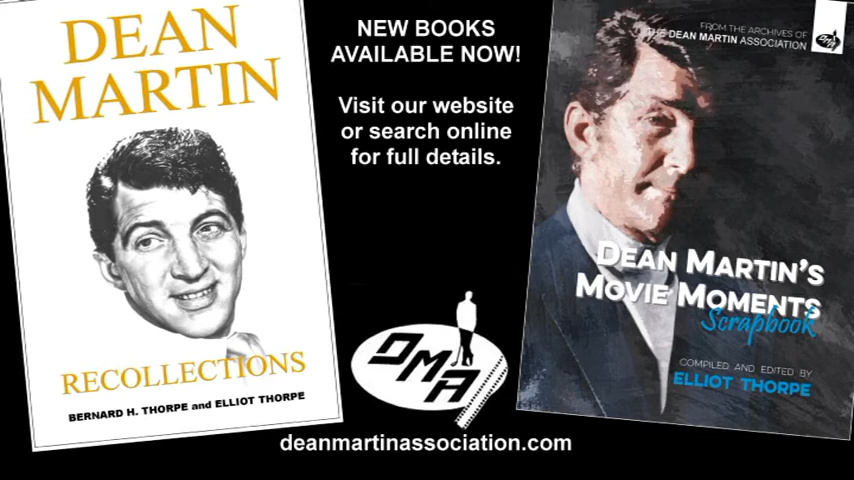 DEAN
MARTIN
RECOLLECTIONS
BERNARD H. THORPE and ELLIOT THORPE
NEW BOOKS
AVAILABLE NOW!
Visit our website
or search online
for full details.
DMA
deanmartinassociation.com
FROM THE ARCHIVES OF
THE DEAN MARTIN ASSOCIATION
DMA
DEAN MARTIN'S
MOVIE MOMENTS
Scrapbook
COMPILED AND EDITED BY
ELLIOT THORPE